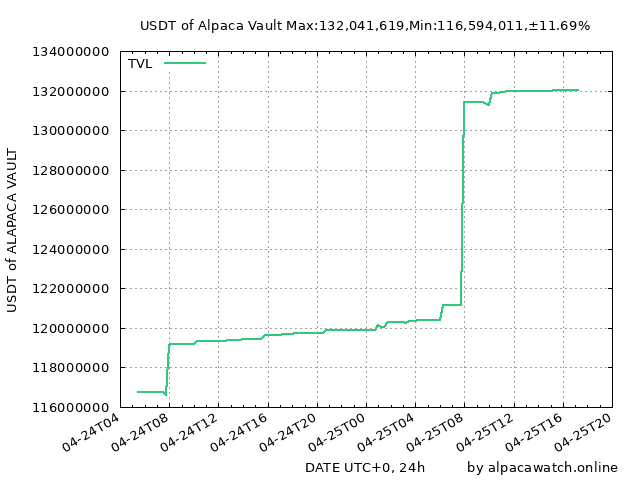 USDT of Alpaca Vault Max:132,041,619,Min:116,594,011,±11.69%
TVL
134000000
132000000
130000000
128000000
126000000
124000000
122000000
120000000
118000000
116000000
USDT of ALAPACA VAULT
04-24T04
04-24T08
04-24T12
04-24T16
04-24T20
04-25T00
04-25T04
04-25T08
04-25T12
04-25T16
04-25T20
DATE UTC+0, 24h
by alpacawatch.online